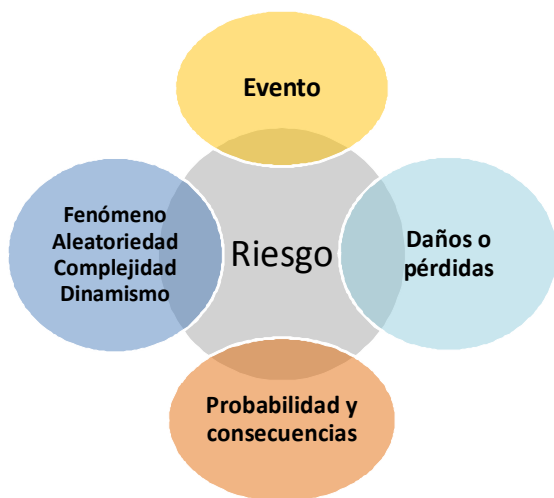 Evento
Fenómeno
Aleatoriedad
Complejidad
Dinamismo
Riesgo
Daños o
pérdidas
Probabilidad y
consecuencias